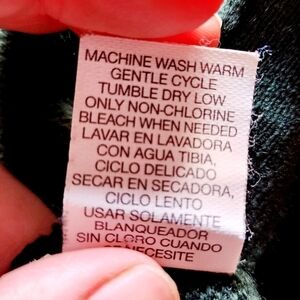 MACHINE WASH WARM
GENTLE CYCLE
TUMBLE DRY LOW
ONLY NON-CHLORINE
BLEACH WHEN NEEDED
LAVAR EN LAVADORA
CON AGUA TIBIA,
CICLO DELICADO
SECAR EN SECADORA,
CICLO LENTO
USAR SOLAMENTE
BLANQUEADOR
SIN CLORO CUANDO
NECESITE